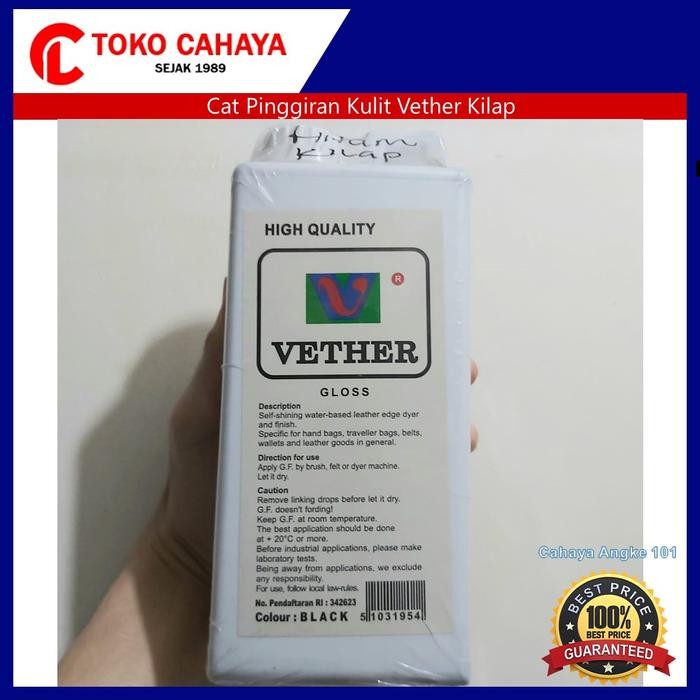 TOKO CAHAYA
SEJAK 1989
Cat Pinggiran Kulit Vether Kilap
Hitam
Kilap
HIGH QUALITY
R
VETHER
GLOSS
Description
Self-shining water-based leather edge dyer
and finish.
Specific for hand bags, traveller bags, belts,
wallets and leather goods in general.
Direction for use
Apply G.F. by brush, felt or dyer machine.
Let it dry.
Caution
Remove linking drops before let it dry.
G.F. doesn't fording!
Keep G.F. at room temperature.
The best application should be done
at + 20°C or more.
Before industrial applications, please make
laboratory tests.
Being away from applications, we exclude
any responsibility.
For use, follow local law-rules.
No. Pendaftaran RI : 342623
Colour : BLACK 51031954
Cahaya Angke 101
BEST PRICE
100%
BEST PRICE
GUARANTEED